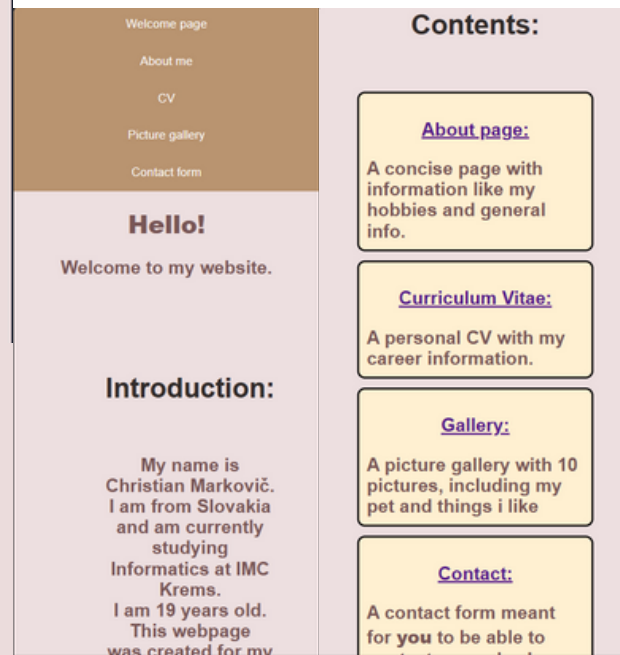 Welcome page
About me
CV
Picture gallery
Contact form
Hello!
Welcome to my website.
Introduction:
My name is
Christian Markovič.
I am from Slovakia
and am currently
studying
Informatics at IMC
Krems.
I am 19 years old.
This webpage
was created for my
Contents:
About page:
A concise page with
information like my
hobbies and general
info.
Curriculum Vitae:
A personal CV with my
career information.
Gallery:
A picture gallery with 10
pictures, including my
pet and things i like
Contact:
A contact form meant
for you to be able to